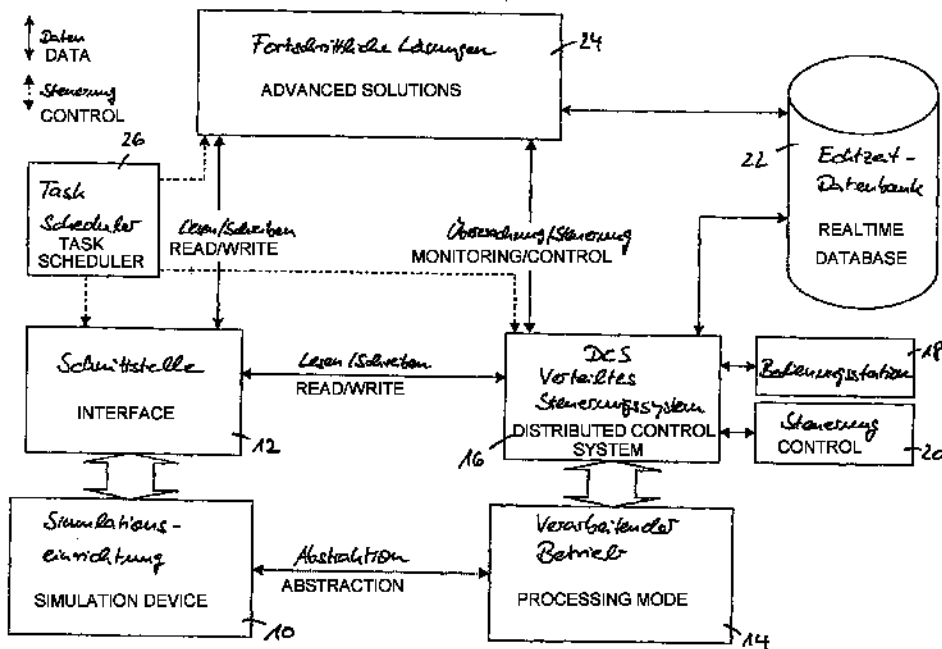 Daten
DATA
Steuerung
CONTROL
Fortschrittliche Lösungen
ADVANCED SOLUTIONS
24
26
Task
Scheduler
TASK
SCHEDULER
Lesen/Schreiben
READ/WRITE
Überwachung/Steuerung
MONITORING/CONTROL
22
Echtzeit-
Datenbank
REALTIME
DATABASE
Schnittstelle
INTERFACE
12
Lesen/Schreiben
READ/WRITE
DCS
Verteiltes
Steuerungssystem
DISTRIBUTED CONTROL
SYSTEM
16
18
Bedienungsstation
Steuerung
CONTROL
20
Simulations-
einrichtung
SIMULATION DEVICE
10
Abstraktion
ABSTRACTION
Verarbeitender
Betrieb
PROCESSING MODE
14